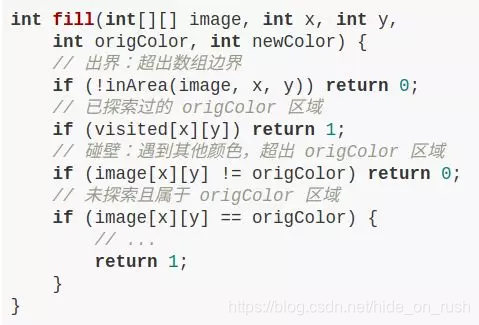 int fill(int[][] image, int x, int y,
    int origColor, int newColor) {
    // 出界：超出数组边界
    if (!inArea(image, x, y)) return 0;
    // 已探索过的 origColor 区域
    if (visited[x][y]) return 1;
    // 碰壁：遇到其他颜色，超出 origColor 区域
    if (image[x][y] != origColor) return 0;
    // 未探索且属于 origColor 区域
    if (image[x][y] == origColor) {
        // ...
        return 1;
    }
}
https://blog.csdn.net/hide_on_rush